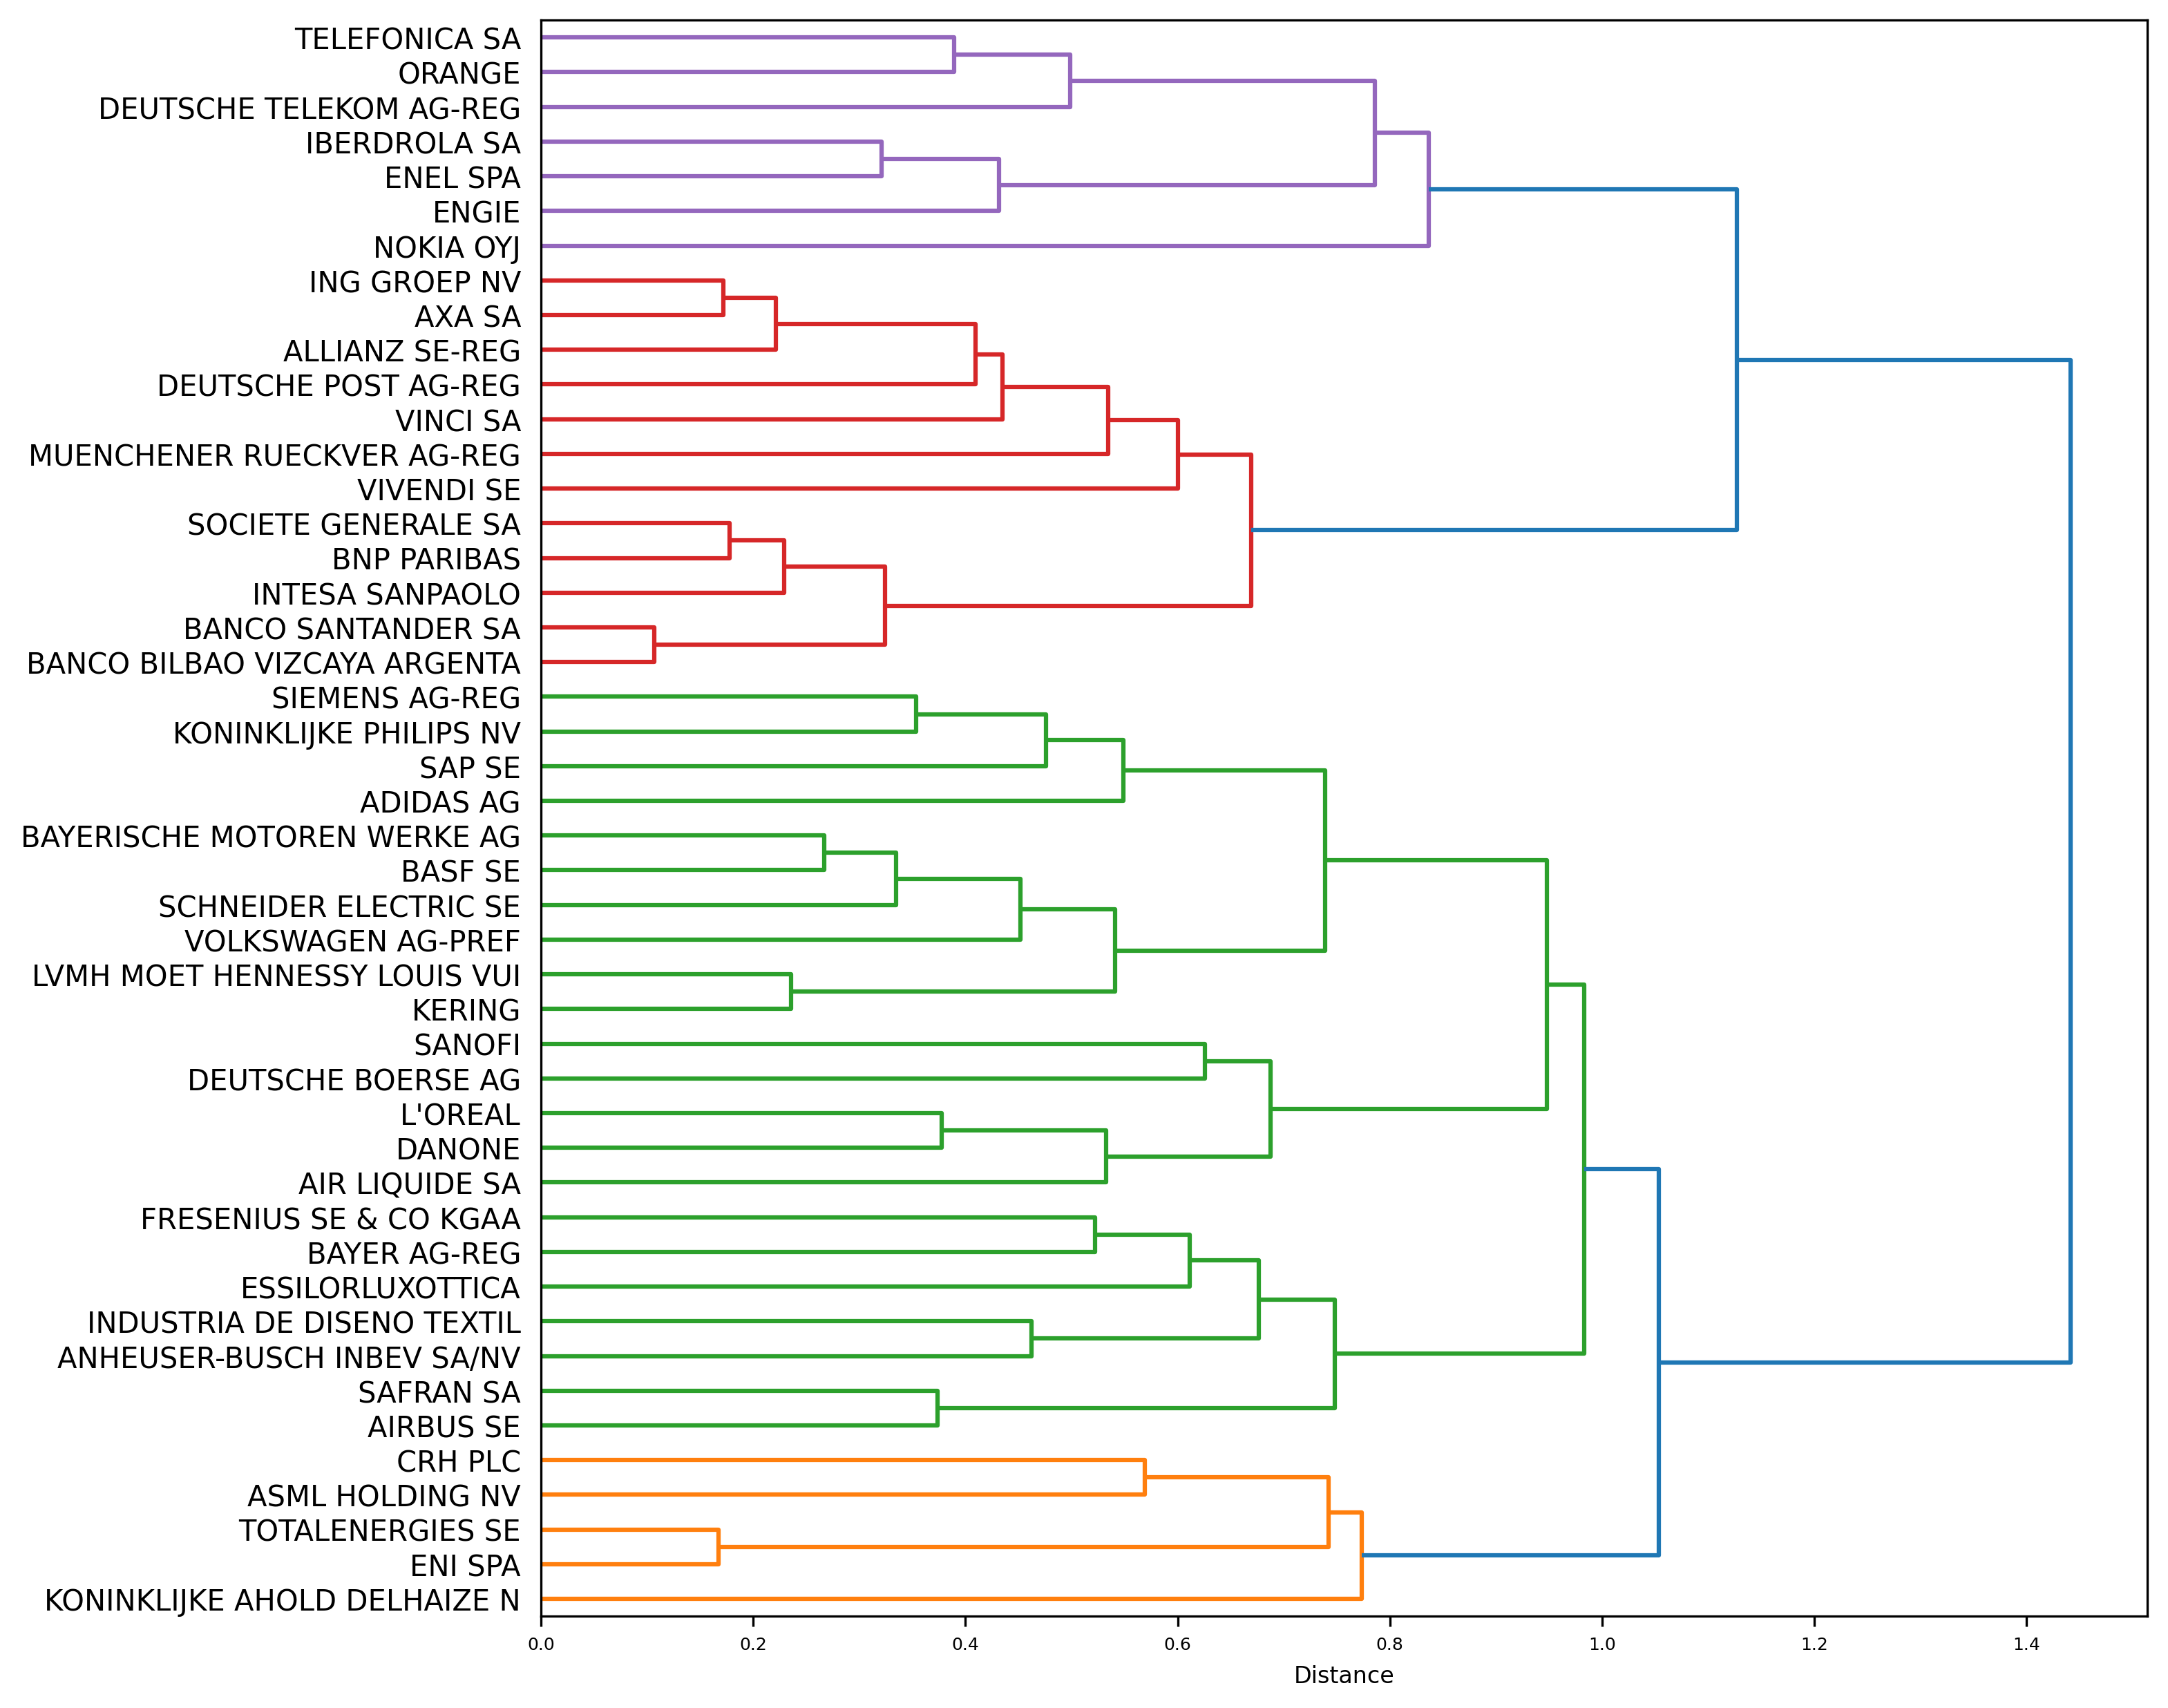 TELEFONICA SA
ORANGE
DEUTSCHE TELEKOM AG-REG
IBERDROLA SA
ENEL SPA
ENGIE
NOKIA OYJ
ING GROEP NV
AXA SA
ALLIANZ SE-REG
DEUTSCHE POST AG-REG
VINCI SA
MUENCHENER RUECKVER AG-REG
VIVENDI SE
SOCIETE GENERALE SA
BNP PARIBAS
INTESA SANPAOLO
BANCO SANTANDER SA
BANCO BILBAO VIZCAYA ARGENTA
SIEMENS AG-REG
KONINKLIJKE PHILIPS NV
SAP SE
ADIDAS AG
BAYERISCHE MOTOREN WERKE AG
BASF SE
SCHNEIDER ELECTRIC SE
VOLKSWAGEN AG-PREF
LVMH MOET HENNESSY LOUIS VUI
KERING
SANOFI
DEUTSCHE BOERSE AG
L'OREAL
DANONE
AIR LIQUIDE SA
FRESENIUS SE & CO KGAA
BAYER AG-REG
ESSILORLUXOTTICA
INDUSTRIA DE DISENO TEXTIL
ANHEUSER-BUSCH INBEV SA/NV
SAFRAN SA
AIRBUS SE
CRH PLC
ASML HOLDING NV
TOTALENERGIES SE
ENI SPA
KONINKLIJKE AHOLD DELHAIZE N
0.0 0.2 0.4 0.6 0.8 1.0 1.2 1.4
Distance